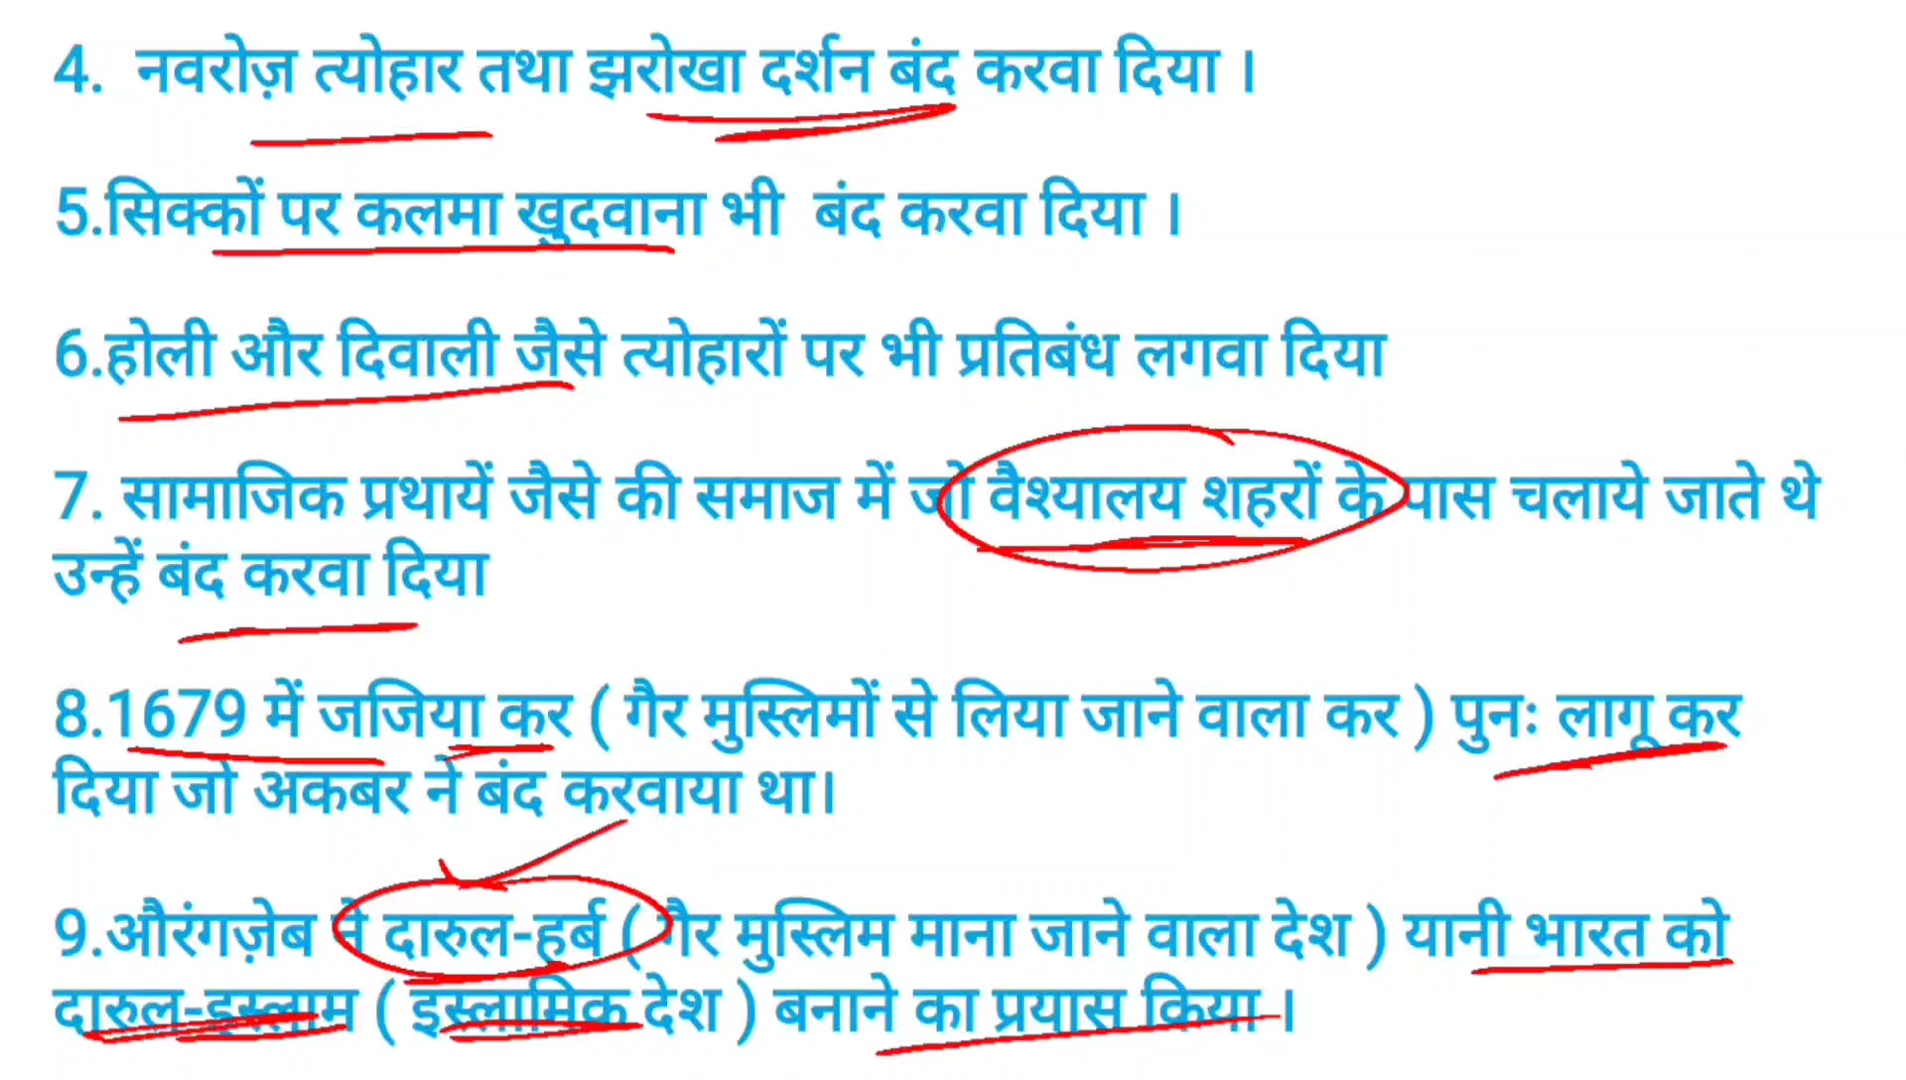 4. नवरोज़ त्योहार तथा झरोखा दर्शन बंद करवा दिया ।
5.सिक्कों पर कलमा खुदवाना भी बंद करवा दिया ।
6.होली और दिवाली जैसे त्योहारों पर भी प्रतिबंध लगवा दिया
7. सामाजिक प्रथायें जैसे की समाज में जो वैश्यालय शहरों के पास चलाये जाते थे
उन्हें बंद करवा दिया
8.1679 में जजिया कर ( गैर मुस्लिमों से लिया जाने वाला कर ) पुनः लागू कर
दिया जो अकबर ने बंद करवाया था।
9.औरंगज़ेब ने दारुल-हर्ब ( गैर मुस्लिम माना जाने वाला देश ) यानी भारत को
दारुल-इस्लाम ( इस्लामिक देश ) बनाने का प्रयास किया ।